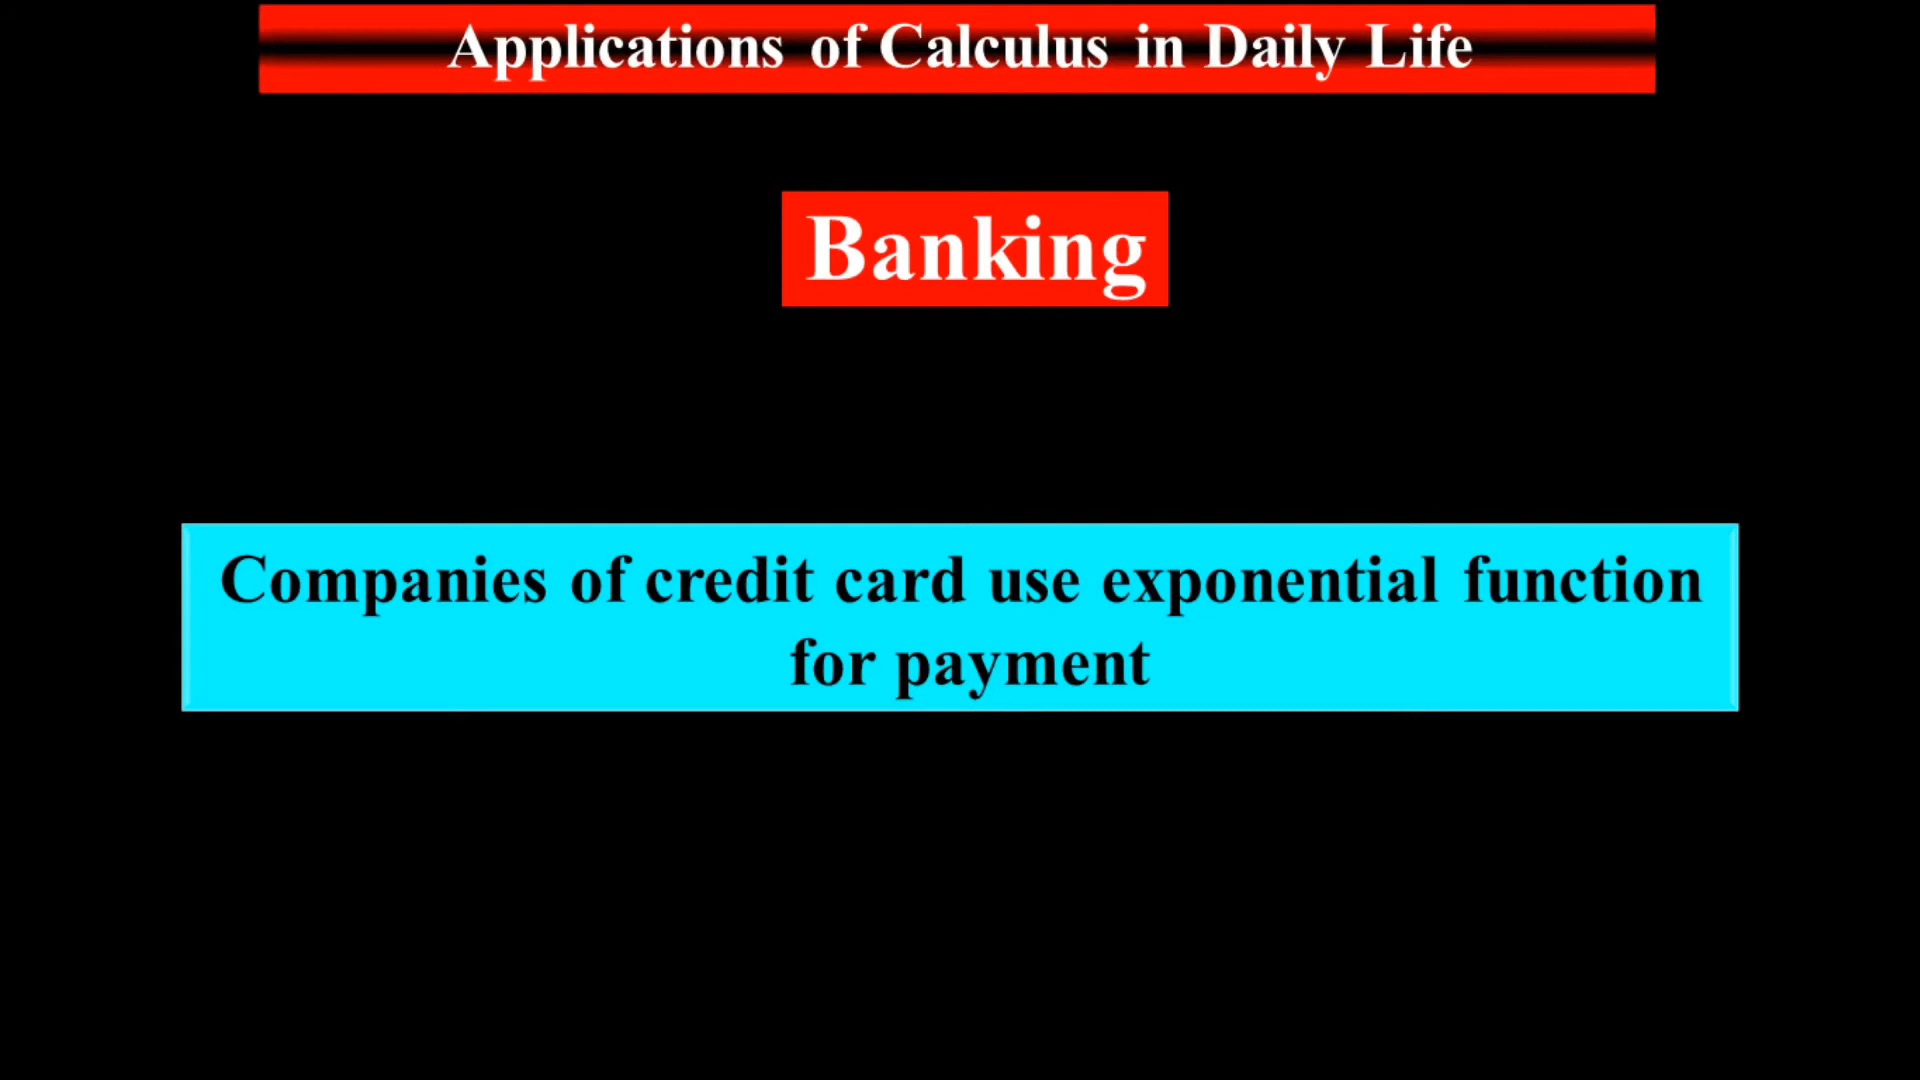 Applications of Calculus in Daily Life
Banking
Companies of credit card use exponential function
for payment